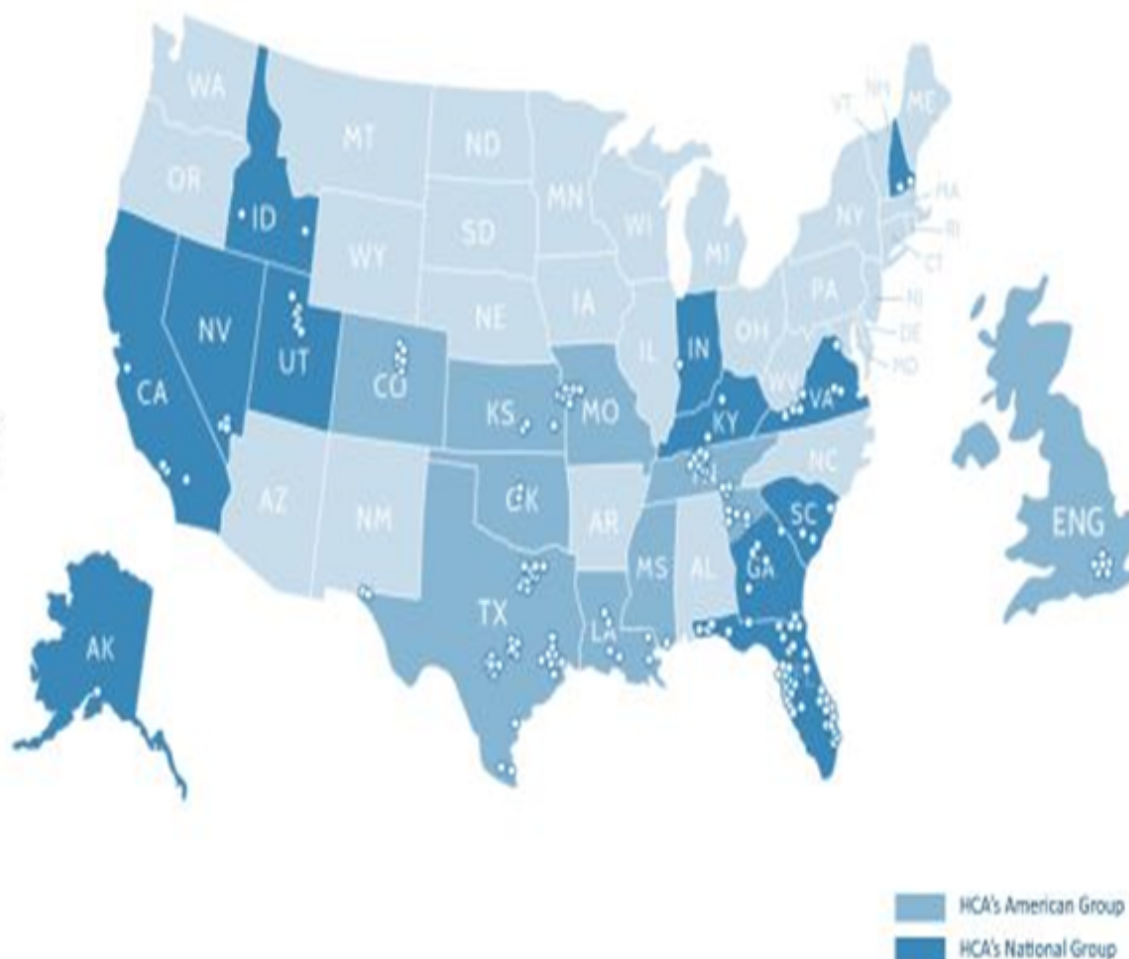 WA
MT
ND
MN
VT
NH
ME
OR
ID
SD
WI
MI
NY
MA
RI
CT
WY
NE
IA
PA
NJ
DE
MD
NV
UT
CO
KS
MO
IL
IN
OH
WV
VA
KY
CA
AZ
NM
OK
AR
TN
NC
SC
MS
AL
GA
TX
LA
AK
ENG
HCA's American Group
HCA's National Group